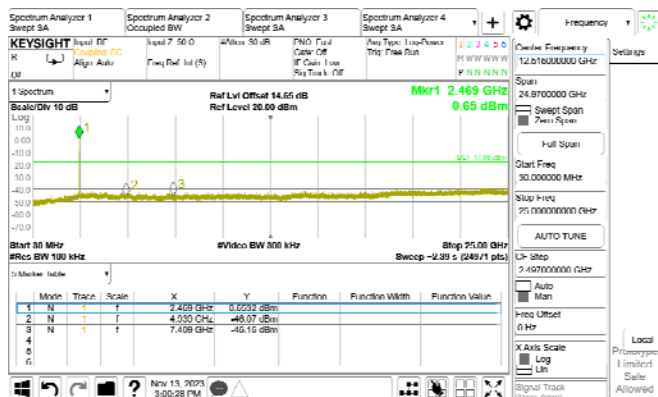 Spectrum Analyzer 1
Swept SA
Spectrum Analyzer 2
Occupied BW
Spectrum Analyzer 3
Swept SA
Spectrum Analyzer 4
Swept SA
Frequency
KEYSIGHT
Input: RF
Coupling: DC
Align: Auto
Input Z: 50 Ω
Freq Ref: Int (S)
#Atten: 30 dB
PNO: Fast
Gate: Off
IF Gain: Low
Sig Track: Off
Avg Type: Log-Power
Trig: Free Run
1 2 3 4 5 6
M W W W W W
P N N N N N
Center Frequency
12.515000000 GHz
Settings
Span
24.9700000 GHz
Swept Span
Zero Span
Full Span
Start Freq
30.000000 MHz
Stop Freq
25.000000000 GHz
AUTO TUNE
CF Step
2.497000000 GHz
Auto
Man
Freq Offset
0 Hz
X Axis Scale
Log
Lin
Signal Track
Local
Prototype
Limited
Sale
Allowed
1 Spectrum
Scale/Div 10 dB
Ref Lvl Offset 14.65 dB
Ref Level 20.00 dBm
Mkr1 2.469 GHz
0.65 dBm
Log
10.0
0.00
-10.0
-20.0
-30.0
-40.0
-50.0
-60.0
-70.0
1
2
3
Start 30 MHz
#Res BW 100 kHz
#Video BW 300 kHz
Stop 25.00 GHz
Sweep ~2.39 s (24971 pts)
5 Marker Table
Mode Trace Scale X Y Function Function Width Function Value
1 N 1 f 2.469 GHz 0.6532 dBm
2 N 1 f 4.930 GHz -46.07 dBm
3 N 1 f 7.409 GHz -45.15 dBm
4
5
6
Nov 13, 2023
3:00:28 PM